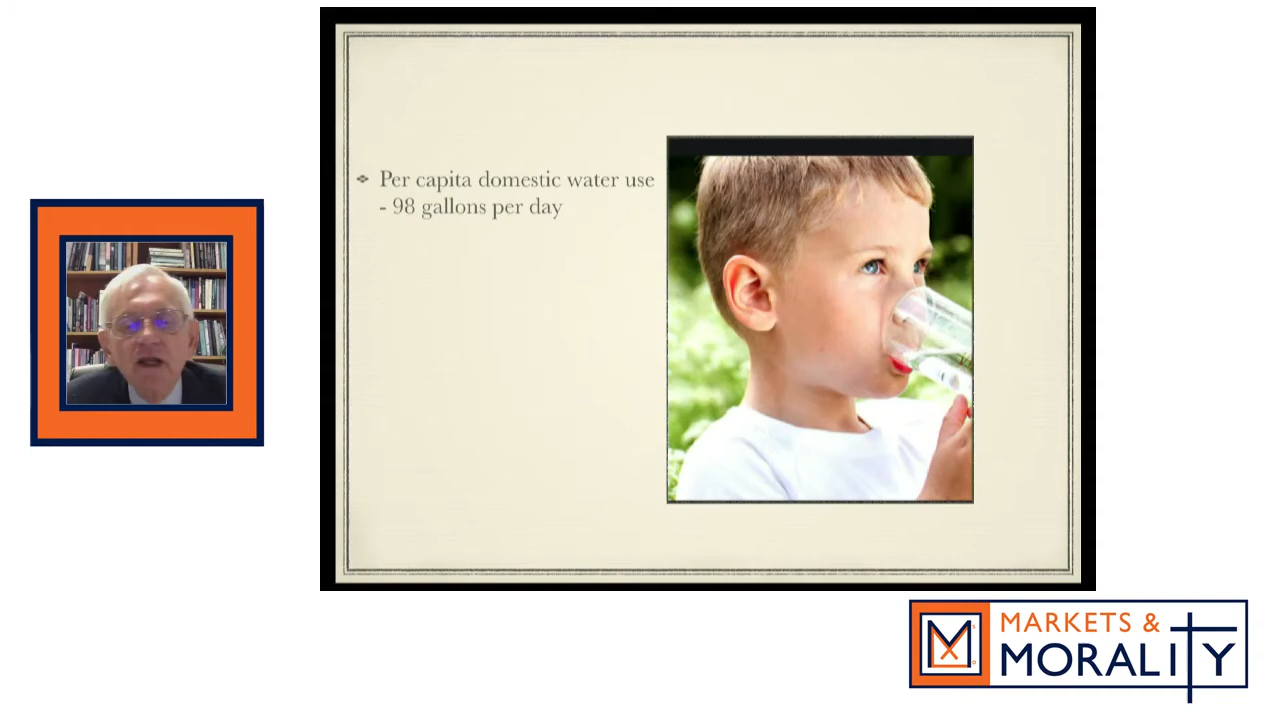 Per capita domestic water use
- 98 gallons per day
MARKETS &
MORALITY